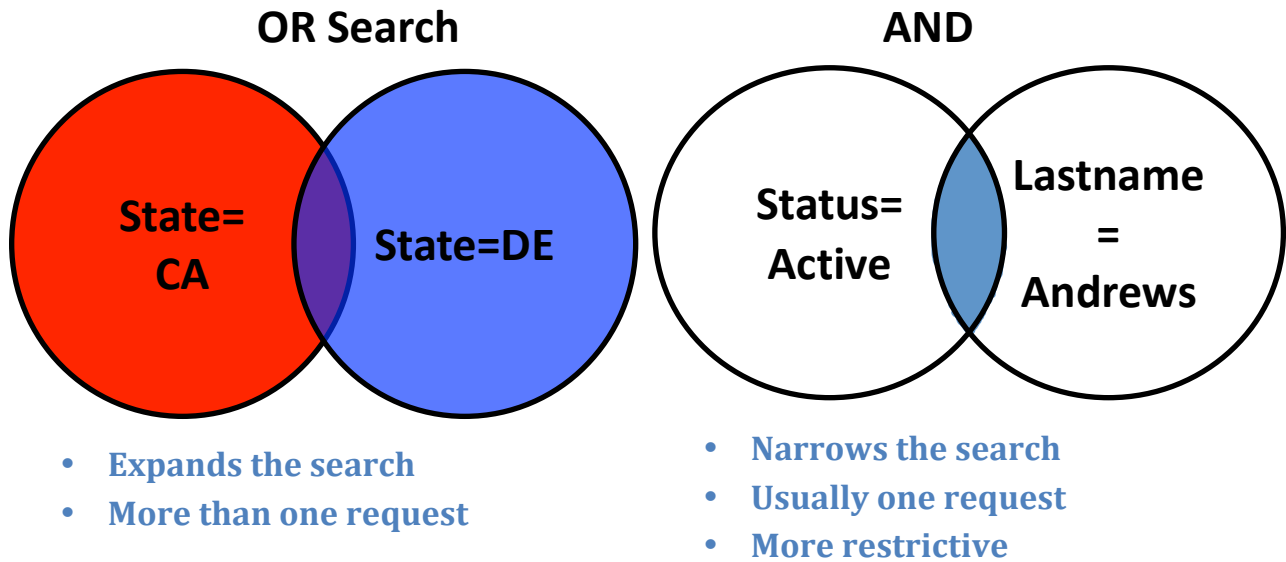 OR Search
State=
CA
State=DE
• Expands the search
• More than one request
AND
Status=
Active
Lastname
=
Andrews
• Narrows the search
• Usually one request
• More restrictive